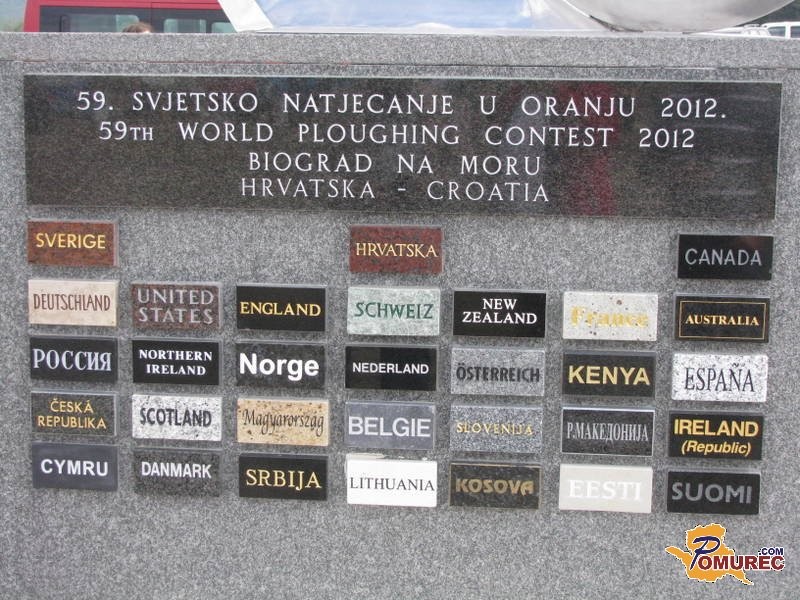 59. SVJETSKO NATJECANJE U ORANJU 2012.
59TH WORLD PLOUGHING CONTEST 2012
BIOGRAD NA MORU
HRVATSKA - CROATIA
SVERIGE
HRVATSKA
CANADA
DEUTSCHLAND
UNITED
STATES
ENGLAND
SCHWEIZ
NEW
ZEALAND
France
AUSTRALIA
РОССИЯ
NORTHERN
IRELAND
Norge
NEDERLAND
ÖSTERREICH
KENYA
ESPAÑA
ČESKÁ
REPUBLIKA
SCOTLAND
Magyarország
BELGIE
SLOVENIJA
Р.МАКЕДОНИЈА
IRELAND
(Republic)
CYMRU
DANMARK
SRBIJA
LITHUANIA
KOSOVA
EESTI
SUOMI
POMUREC
.COM